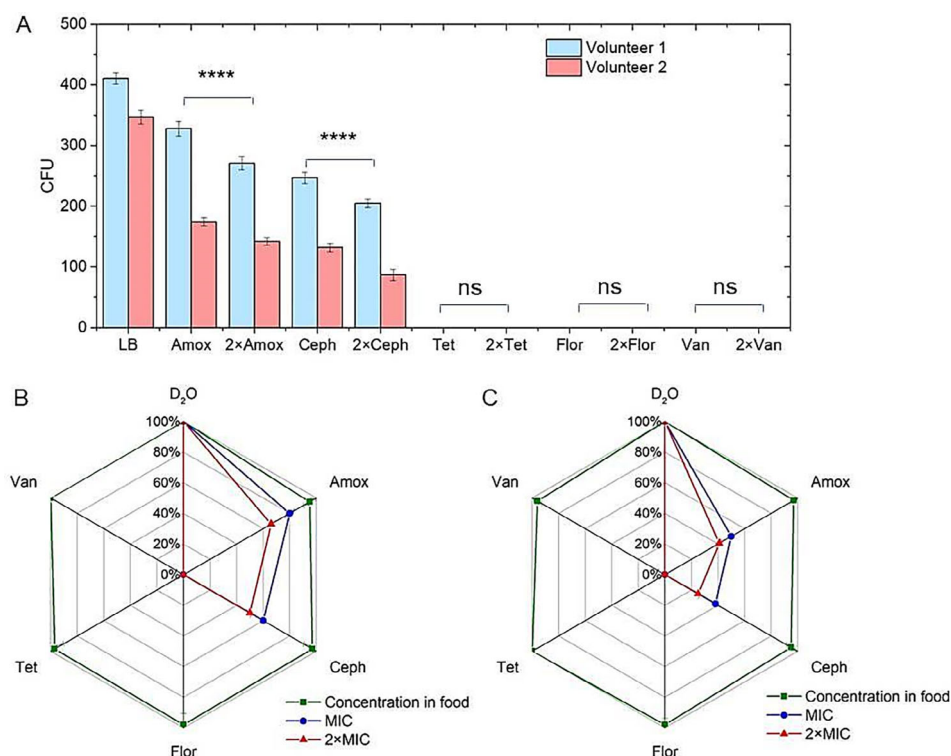 A
500
400
300
200
100
0
CFU
Volunteer 1
Volunteer 2
****
****
ns
ns
ns
LB
Amox
2×Amox
Ceph
2×Ceph
Tet
2×Tet
Flor
2×Flor
Van
2×Van
B
D₂O
100%
80%
60%
40%
20%
0%
Van
Amox
Tet
Ceph
Flor
Concentration in food
MIC
2×MIC
C
D₂O
100%
80%
60%
40%
20%
0%
Van
Amox
Tet
Ceph
Flor
Concentration in food
MIC
2×MIC